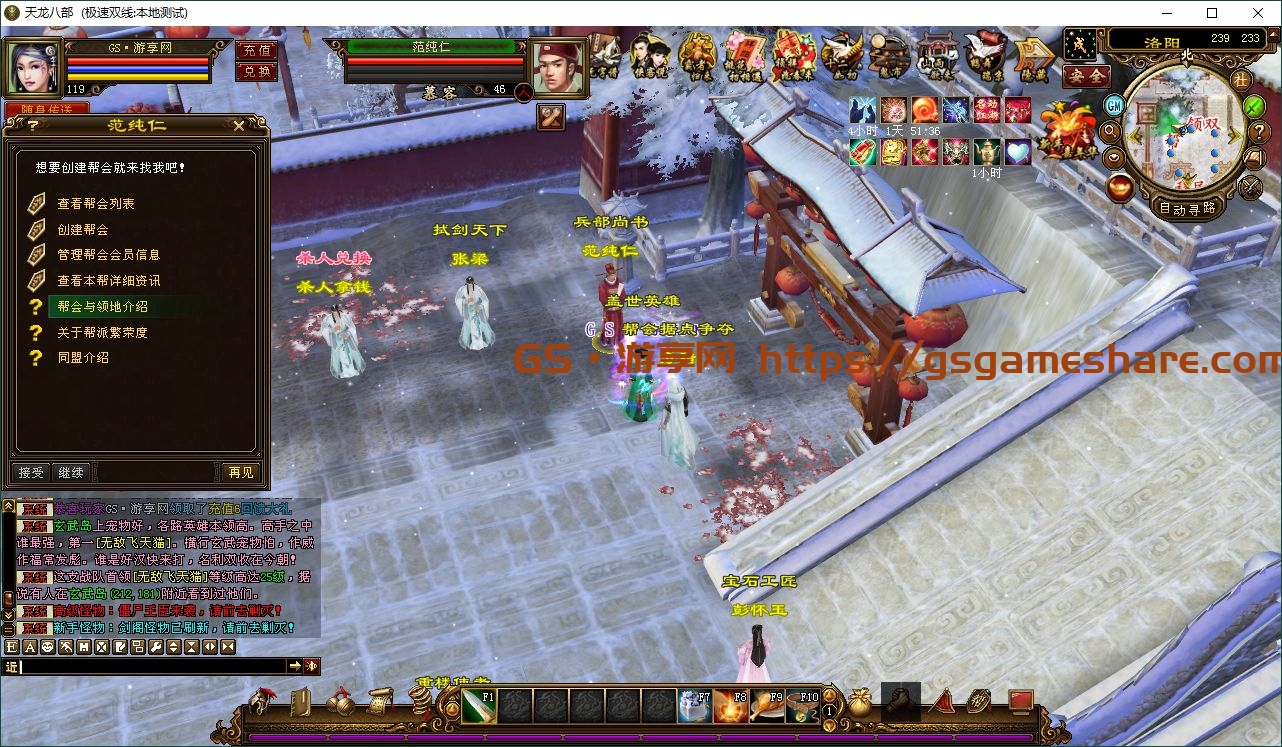 天龙八部 (极速双线:本地测试)
GS·游享网
119
充值
兑换
范纯仁
慕容
46
洛阳
239 233
北
安全
社
GM
自动寻路
4小时
1天
51:36
1小时
随身传送
范纯仁
想要创建帮会就来找我吧!
查看帮会列表
创建帮会
管理帮会会员信息
查看本帮详细资讯
帮会与领地介绍
关于帮派繁荣度
同盟介绍
接受
继续
再见
杀人兑换
杀人拿钱
拭剑天下
张梁
兵部尚书
范纯仁
盖世英雄
帮会据点争夺
GS·游享网 https://gsgameshare.com
宝石工匠
彭怀玉
系统 恭喜玩家GS·游享网领取了充值6回馈大礼
系统 玄武岛上宠物好，各路英雄本领高。高手之中
谁最强，第一[无敌飞天猫]。横行玄武宠物怕，作威
作福常发彪。谁是好汉快来打，名利双收在今朝!
系统 这支战队首领[无敌飞天猫]等级高达25级，据
说有人在玄武岛(212,181)附近看到过他们。
系统 高级怪物：僵尸王臣来袭，请前去剿灭!
系统 新手怪物：剑阁怪物已刷新，请前去剿灭!
近
F1
F7
F8
F9
F10
1